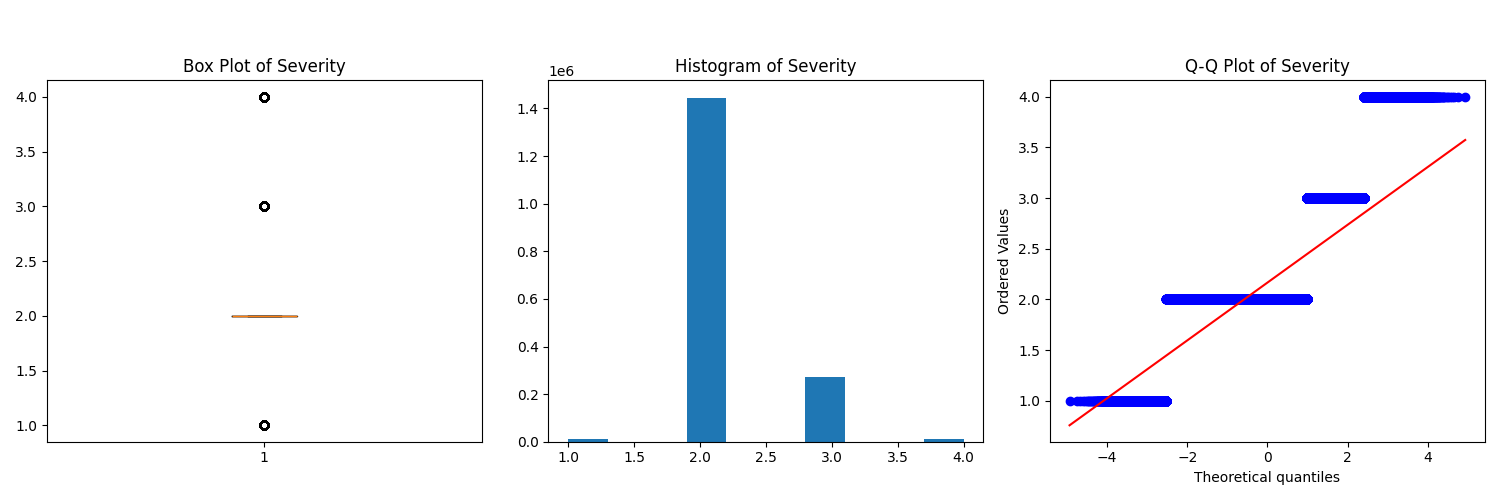 Box Plot of Severity
4.0
3.5
3.0
2.5
2.0
1.5
1.0
1
Histogram of Severity
1e6
1.4
1.2
1.0
0.8
0.6
0.4
0.2
0.0
1.0 1.5 2.0 2.5 3.0 3.5 4.0
Q-Q Plot of Severity
Ordered Values
4.0
3.5
3.0
2.5
2.0
1.5
1.0
−4 −2 0 2 4
Theoretical quantiles